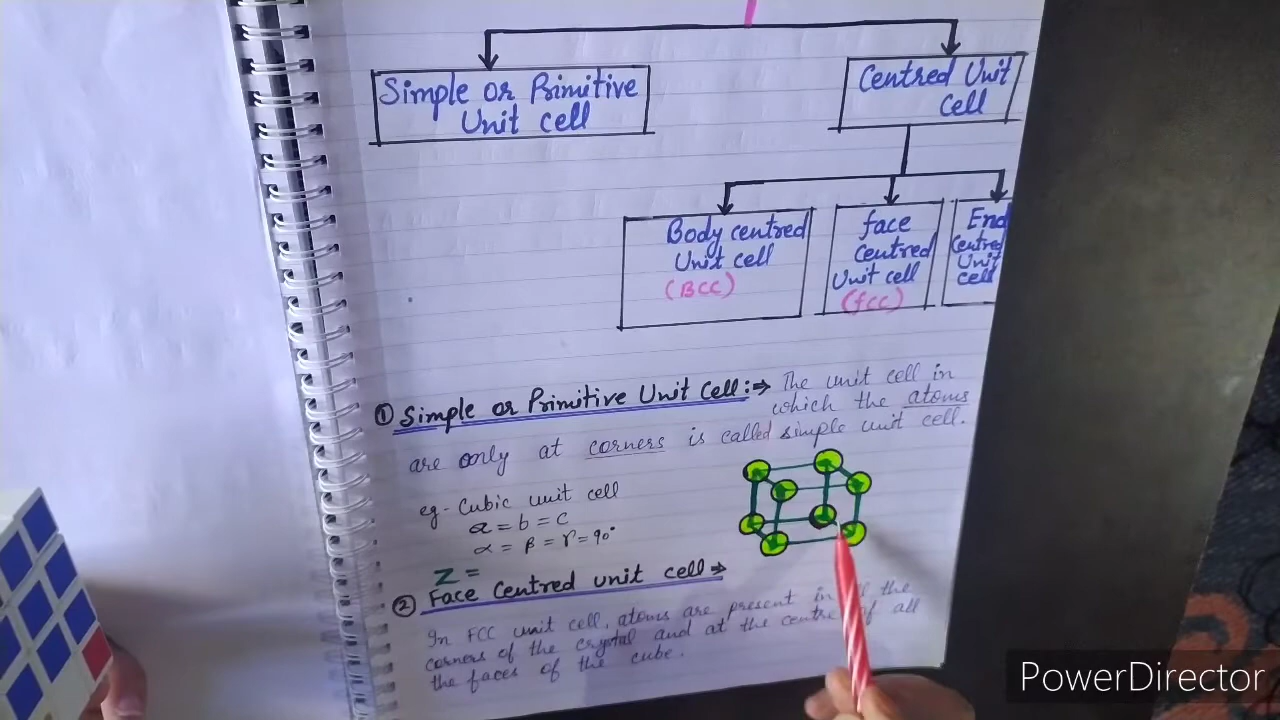 Simple or Primitive
Unit cell
Centred Unit
Cell
Body centred
Unit cell
(BCC)
face
centred
Unit cell
(fcc)
End
centred
Unit
cell
① Simple or Primitive Unit Cell:⇒ The unit cell in
which the atoms
are only at corners is called simple unit cell.
eg - Cubic unit cell
a = b = c
α = β = γ = 90°
Z =
② Face Centred unit cell ⇒
In FCC unit cell, atoms are present in the
corners of the crystal and at the centre of all
the faces of the cube.
PowerDirector